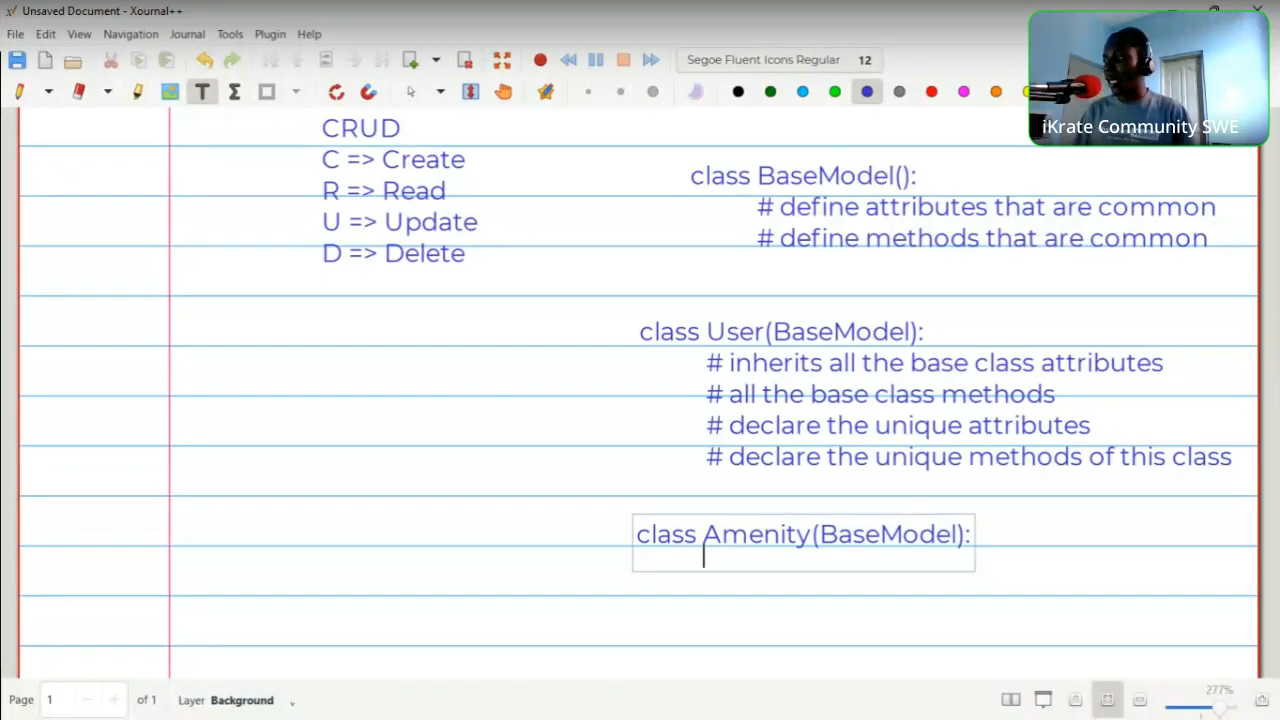 Unsaved Document - Xournal++
File Edit View Navigation Journal Tools Plugin Help
Segoe Fluent Icons Regular 12
iKrate Community SWE
CRUD
C => Create
R => Read
U => Update
D => Delete
class BaseModel():
# define attributes that are common
# define methods that are common
class User(BaseModel):
# inherits all the base class attributes
# all the base class methods
# declare the unique attributes
# declare the unique methods of this class
class Amenity(BaseModel):
Page 1 of 1 Layer Background
277%